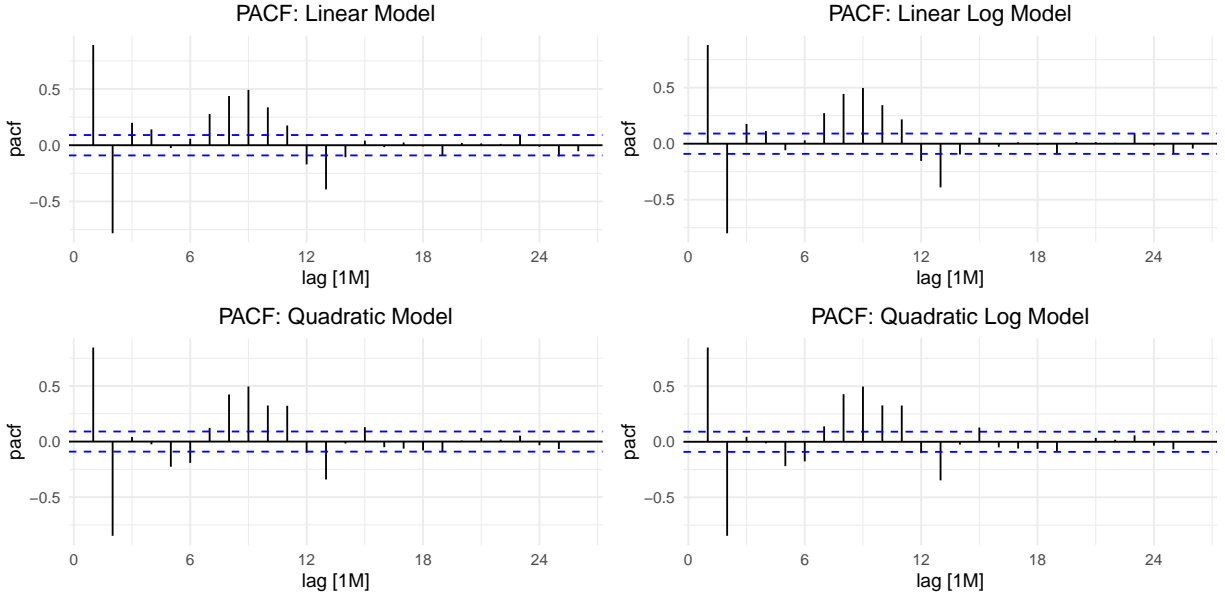 PACF: Linear Model
PACF: Linear Log Model
pacf
0.5
0.0
−0.5
0 6 12 18 24
lag [1M]
pacf
0.5
0.0
−0.5
0 6 12 18 24
lag [1M]
PACF: Quadratic Model
PACF: Quadratic Log Model
pacf
0.5
0.0
−0.5
0 6 12 18 24
lag [1M]
pacf
0.5
0.0
−0.5
0 6 12 18 24
lag [1M]